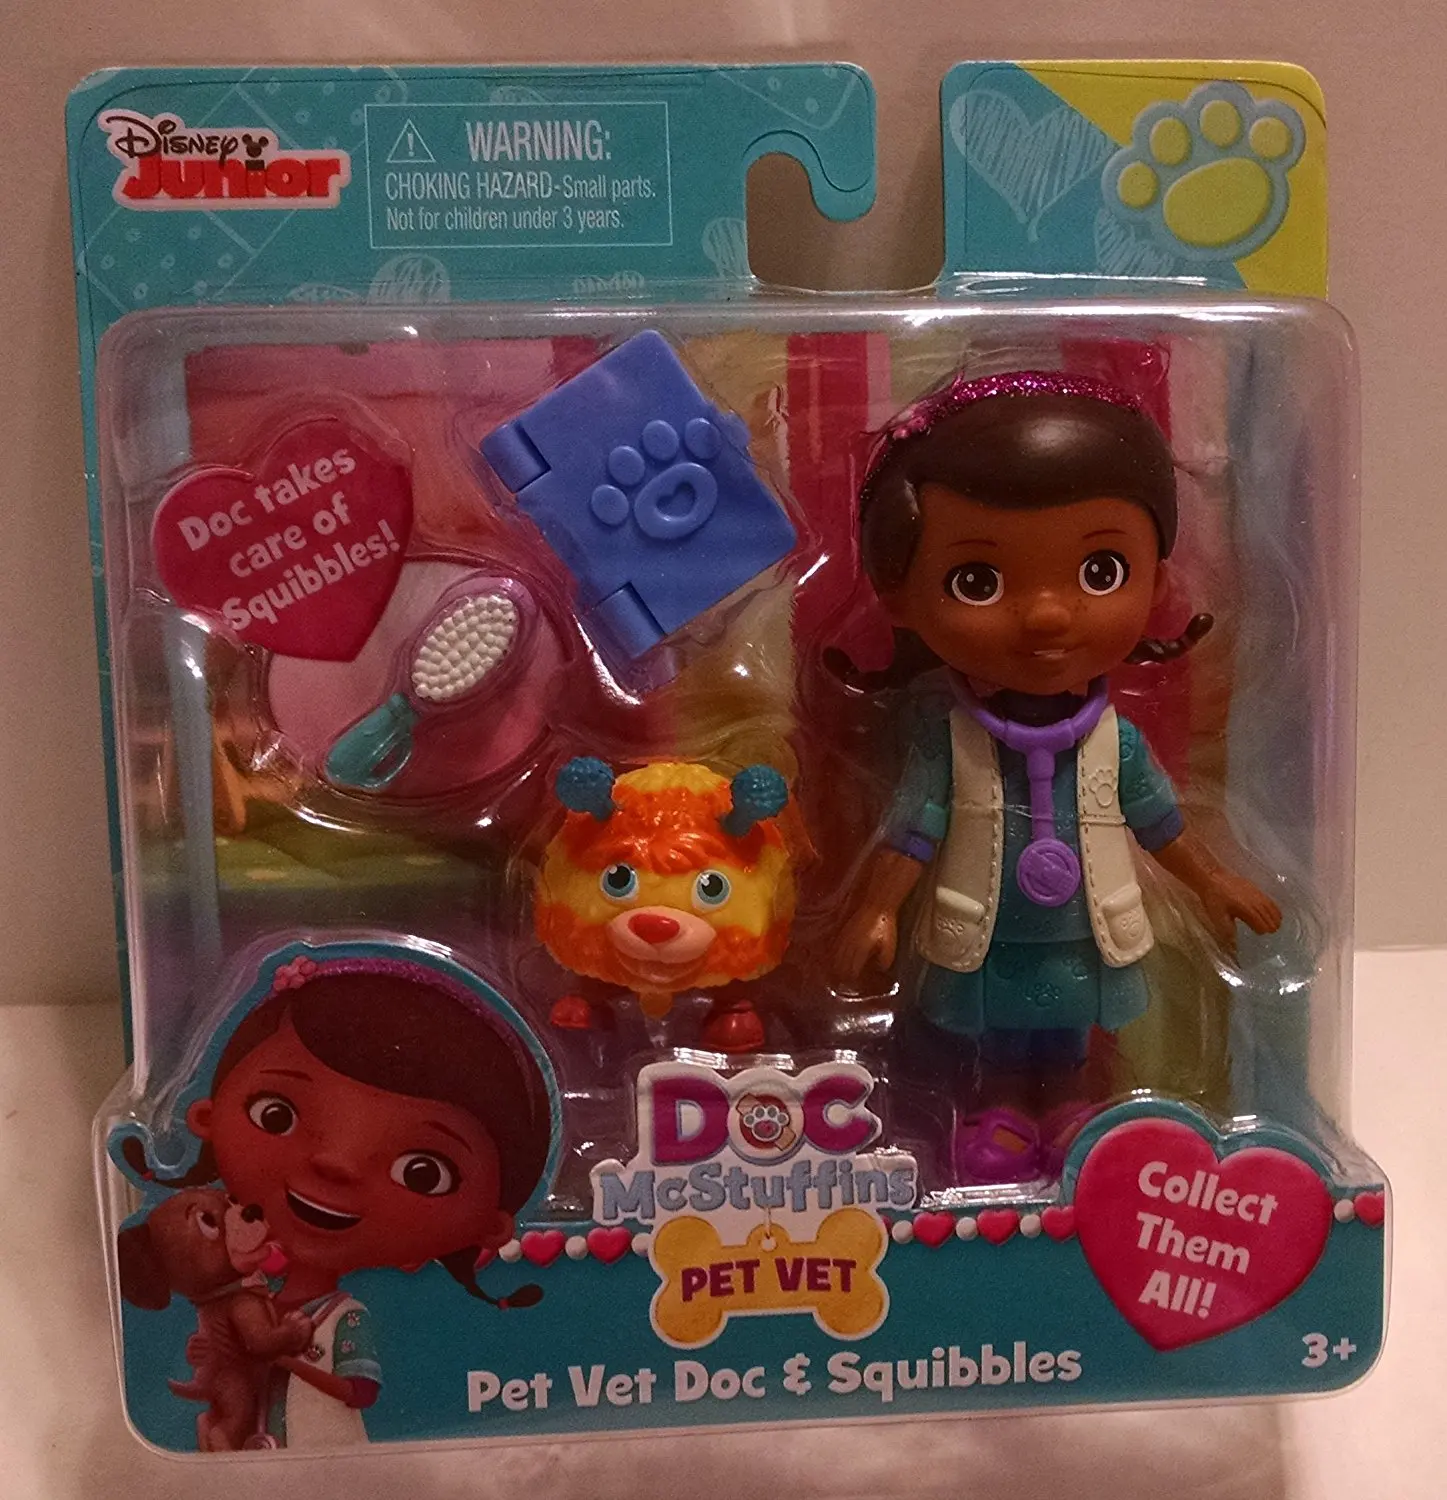 Disney
Junior
WARNING:
CHOKING HAZARD-Small parts.
Not for children under 3 years.
Doc takes
care of
Squibbles!
DOC
McStuffins
PET VET
Collect
Them
All!
Pet Vet Doc & Squibbles
3+